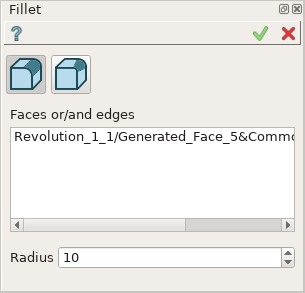 Fillet
?
Faces or/and edges
Revolution_1_1/Generated_Face_5&Commo
Radius 10